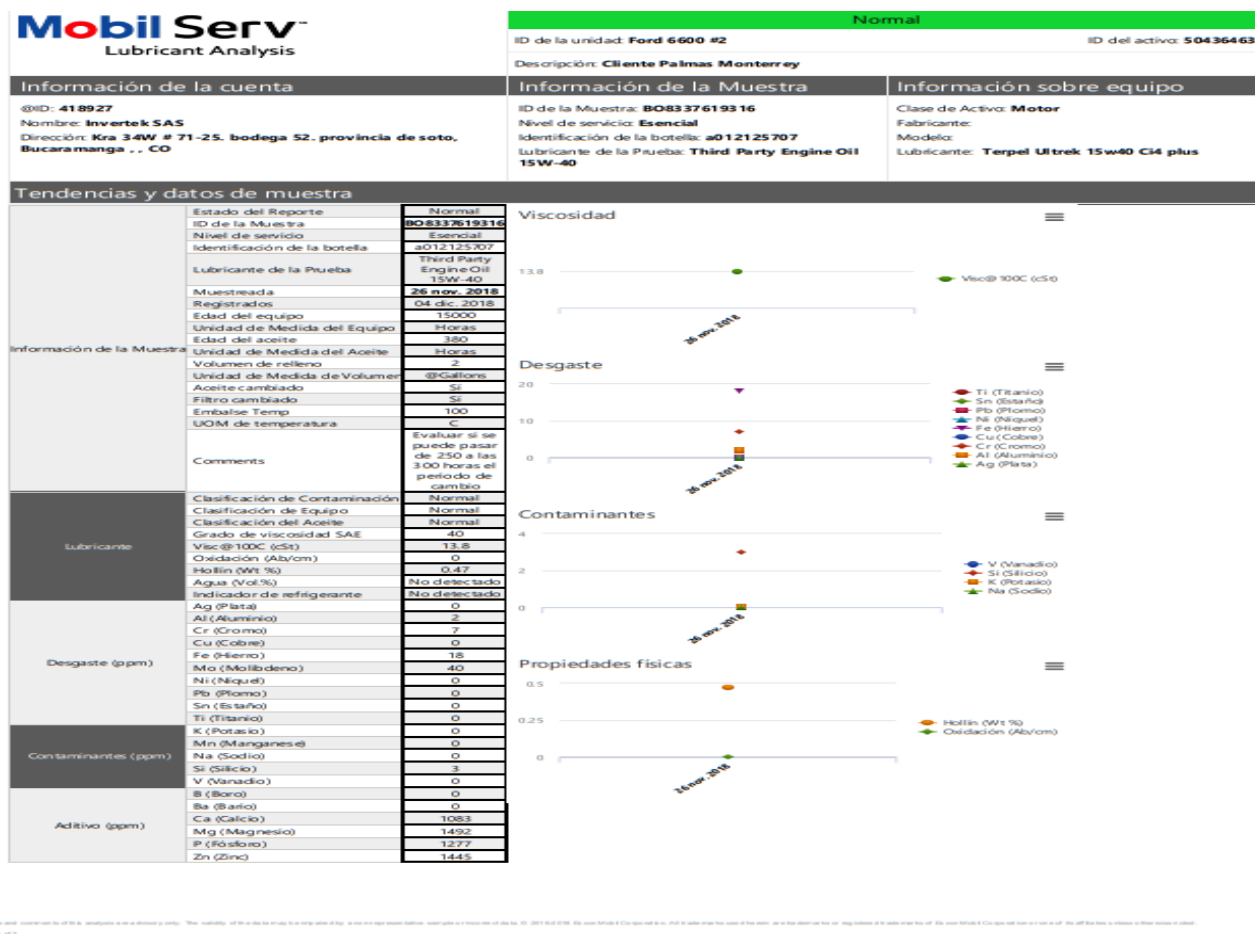 Mobil Serv
Lubricant Analysis
Normal
ID de la unidad: Ford 6600 #2
ID del activo: 50436463
Descripción: Cliente Palmas Monterrey
Información de la cuenta
Información de la Muestra
Información sobre equipo
@ID: 418927
Nombre: Invertek SAS
Dirección: Kra 34W # 71-25. bodega 52. provincia de soto, Bucaramanga , , CO
ID de la Muestra: BO8337619316
Nivel de servicio: Esencial
Identificación de la botella: a012125707
Lubricante de la Prueba: Third Party Engine Oil 15W-40
Clase de Activo: Motor
Fabricante:
Modelo:
Lubricante: Terpel Ultrek 15w40 Ci4 plus
Tendencias y datos de muestra
Información de la Muestra
Estado del Reporte Normal
ID de la Muestra BO8337619316
Nivel de servicio Esencial
Identificación de la botella a012125707
Lubricante de la Prueba Third Party Engine Oil 15W-40
Muestreada 26 nov. 2018
Registrados 04 dic. 2018
Edad del equipo 15000
Unidad de Medida del Equipo Horas
Edad del aceite 380
Unidad de Medida del Aceite Horas
Volumen de relleno 2
Unidad de Medida de Volumen @Gallons
Aceite cambiado Sí
Filtro cambiado Sí
Embalse Temp 100
UOM de temperatura C
Comments Evaluar si se puede pasar de 250 a las 300 horas el periodo de cambio
Lubricante
Clasificación de Contaminación Normal
Clasificación de Equipo Normal
Clasificación del Aceite Normal
Grado de viscosidad SAE 40
Visc@100C (cSt) 13.8
Oxidación (Ab/cm) 0
Hollín (Wt %) 0.47
Agua (Vol.%) No detectado
Indicador de refrigerante No detectado
Desgaste (ppm)
Ag (Plata) 0
Al (Aluminio) 2
Cr (Cromo) 7
Cu (Cobre) 0
Fe (Hierro) 18
Mo (Molibdeno) 40
Ni (Níquel) 0
Pb (Plomo) 0
Sn (Estaño) 0
Ti (Titanio) 0
Contaminantes (ppm)
K (Potasio) 0
Mn (Manganese) 0
Na (Sodio) 0
Si (Silicio) 3
V (Vanadio) 0
Aditivo (ppm)
B (Boro) 0
Ba (Bario) 0
Ca (Calcio) 1083
Mg (Magnesio) 1492
P (Fósforo) 1277
Zn (Zinc) 1445
Viscosidad
13.8
26 nov. 2018
Visc@100C (cSt)
Desgaste
20
10
0
26 nov. 2018
Ti (Titanio)
Sn (Estaño)
Pb (Plomo)
Ni (Níquel)
Fe (Hierro)
Cu (Cobre)
Cr (Cromo)
Al (Aluminio)
Ag (Plata)
Contaminantes
4
2
0
26 nov. 2018
V (Vanadio)
Si (Silicio)
K (Potasio)
Na (Sodio)
Propiedades físicas
0.5
0.25
0
26 nov. 2018
Hollín (Wt %)
Oxidación (Ab/cm)